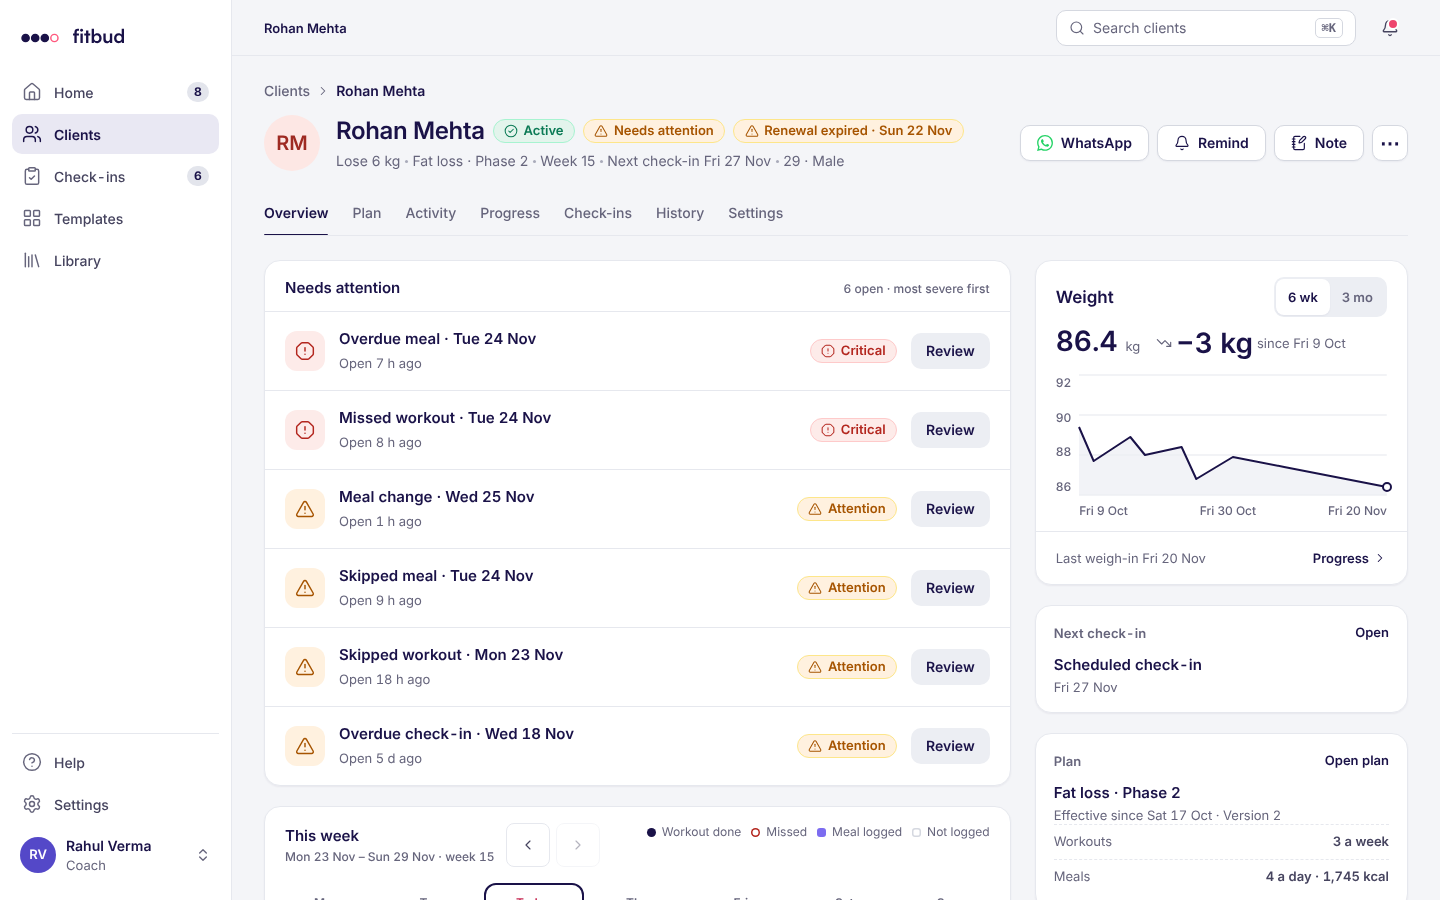 fitbud
Home 8
Clients
Check-ins 6
Templates
Library
Help
Settings
RV Rahul Verma
Coach
Rohan Mehta
Search clients ⌘K
Clients > Rohan Mehta
RM
Rohan Mehta Active Needs attention Renewal expired · Sun 22 Nov
Lose 6 kg · Fat loss · Phase 2 · Week 15 · Next check-in Fri 27 Nov · 29 · Male
WhatsApp Remind Note ...
Overview Plan Activity Progress Check-ins History Settings
Needs attention 6 open · most severe first
Overdue meal · Tue 24 Nov
Open 7 h ago
Critical Review
Missed workout · Tue 24 Nov
Open 8 h ago
Critical Review
Meal change · Wed 25 Nov
Open 1 h ago
Attention Review
Skipped meal · Tue 24 Nov
Open 9 h ago
Attention Review
Skipped workout · Mon 23 Nov
Open 18 h ago
Attention Review
Overdue check-in · Wed 18 Nov
Open 5 d ago
Attention Review
This week
Mon 23 Nov – Sun 29 Nov · week 15
Workout done Missed Meal logged Not logged
Weight 6 wk 3 mo
86.4 kg −3 kg since Fri 9 Oct
92
90
88
86
Fri 9 Oct Fri 30 Oct Fri 20 Nov
Last weigh-in Fri 20 Nov Progress >
Next check-in Open
Scheduled check-in
Fri 27 Nov
Plan Open plan
Fat loss · Phase 2
Effective since Sat 17 Oct · Version 2
Workouts 3 a week
Meals 4 a day · 1,745 kcal